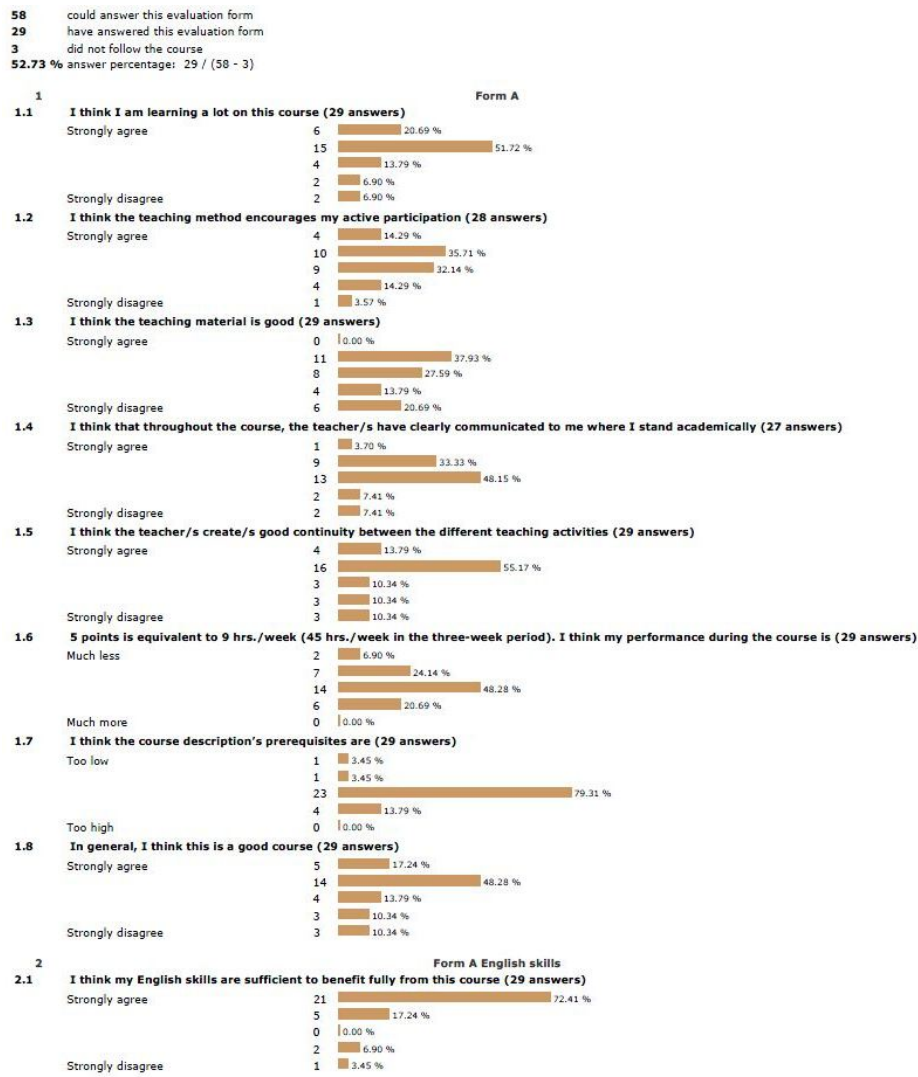 58 could answer this evaluation form
29 have answered this evaluation form
3 did not follow the course
52.73 % answer percentage: 29 / (58 - 3)
1 Form A
1.1 I think I am learning a lot on this course (29 answers)
Strongly agree 6 20.69 %
15 51.72 %
4 13.79 %
2 6.90 %
Strongly disagree 2 6.90 %
1.2 I think the teaching method encourages my active participation (28 answers)
Strongly agree 4 14.29 %
10 35.71 %
9 32.14 %
4 14.29 %
Strongly disagree 1 3.57 %
1.3 I think the teaching material is good (29 answers)
Strongly agree 0 0.00 %
11 37.93 %
8 27.59 %
4 13.79 %
Strongly disagree 6 20.69 %
1.4 I think that throughout the course, the teacher/s have clearly communicated to me where I stand academically (27 answers)
Strongly agree 1 3.70 %
9 33.33 %
13 48.15 %
2 7.41 %
Strongly disagree 2 7.41 %
1.5 I think the teacher/s create/s good continuity between the different teaching activities (29 answers)
Strongly agree 4 13.79 %
16 55.17 %
3 10.34 %
3 10.34 %
Strongly disagree 3 10.34 %
1.6 5 points is equivalent to 9 hrs./week (45 hrs./week in the three-week period). I think my performance during the course is (29 answers)
Much less 2 6.90 %
7 24.14 %
14 48.28 %
6 20.69 %
Much more 0 0.00 %
1.7 I think the course description's prerequisites are (29 answers)
Too low 1 3.45 %
1 3.45 %
23 79.31 %
4 13.79 %
Too high 0 0.00 %
1.8 In general, I think this is a good course (29 answers)
Strongly agree 5 17.24 %
14 48.28 %
4 13.79 %
3 10.34 %
Strongly disagree 3 10.34 %
2 Form A English skills
2.1 I think my English skills are sufficient to benefit fully from this course (29 answers)
Strongly agree 21 72.41 %
5 17.24 %
0 0.00 %
2 6.90 %
Strongly disagree 1 3.45 %